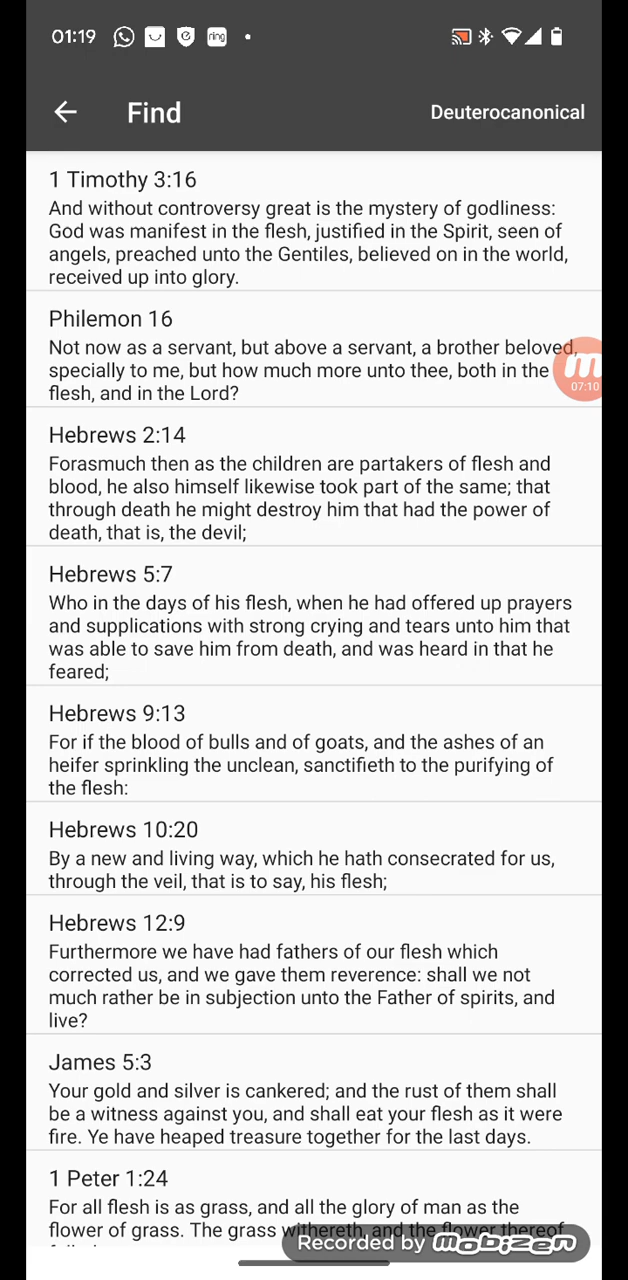 01:19
ring
Find
Deuterocanonical
1 Timothy 3:16
And without controversy great is the mystery of godliness:
God was manifest in the flesh, justified in the Spirit, seen of
angels, preached unto the Gentiles, believed on in the world,
received up into glory.
Philemon 16
Not now as a servant, but above a servant, a brother beloved,
specially to me, but how much more unto thee, both in the
flesh, and in the Lord?
m
07:10
Hebrews 2:14
Forasmuch then as the children are partakers of flesh and
blood, he also himself likewise took part of the same; that
through death he might destroy him that had the power of
death, that is, the devil;
Hebrews 5:7
Who in the days of his flesh, when he had offered up prayers
and supplications with strong crying and tears unto him that
was able to save him from death, and was heard in that he
feared;
Hebrews 9:13
For if the blood of bulls and of goats, and the ashes of an
heifer sprinkling the unclean, sanctifieth to the purifying of
the flesh:
Hebrews 10:20
By a new and living way, which he hath consecrated for us,
through the veil, that is to say, his flesh;
Hebrews 12:9
Furthermore we have had fathers of our flesh which
corrected us, and we gave them reverence: shall we not
much rather be in subjection unto the Father of spirits, and
live?
James 5:3
Your gold and silver is cankered; and the rust of them shall
be a witness against you, and shall eat your flesh as it were
fire. Ye have heaped treasure together for the last days.
1 Peter 1:24
For all flesh is as grass, and all the glory of man as the
flower of grass. The grass withereth, and the flower thereof
Recorded by mobizen